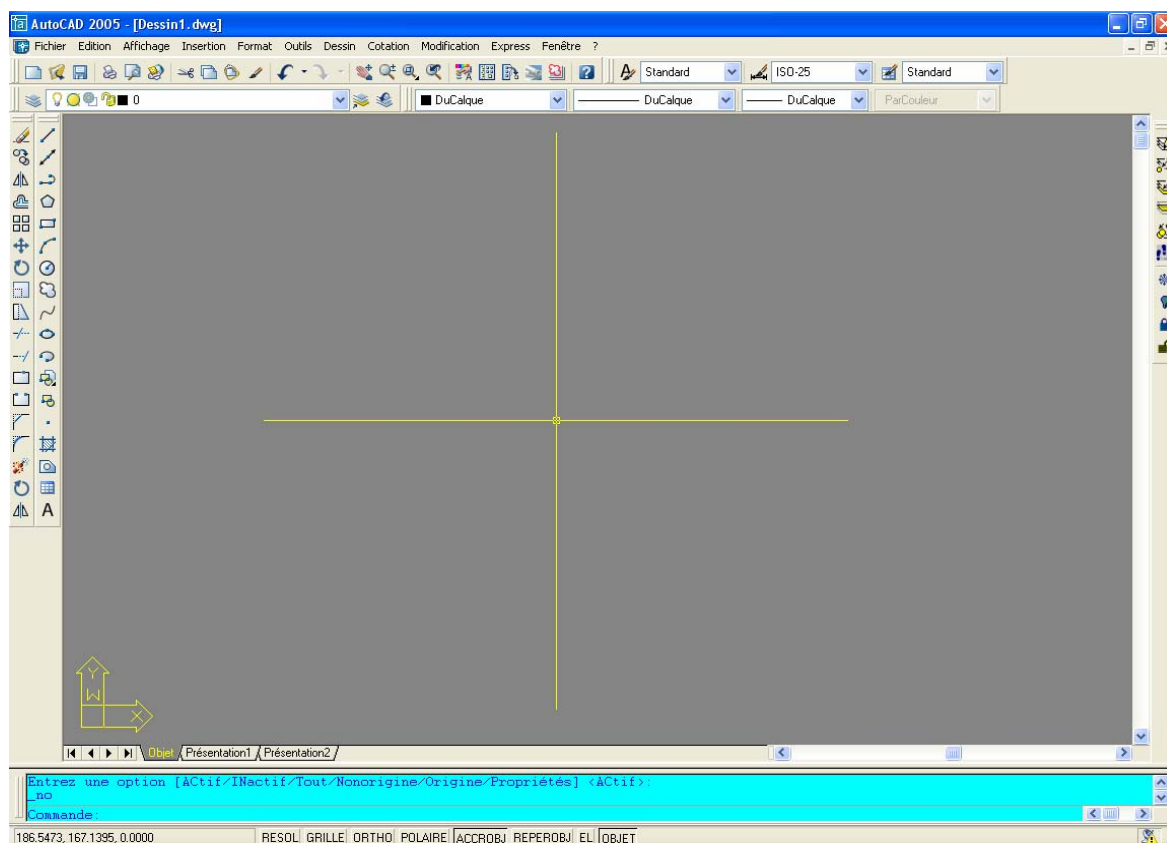 AutoCAD 2005 - [Dessin1.dwg]
Fichier Edition Affichage Insertion Format Outils Dessin Cotation Modification Express Fenêtre ?
Standard ISO-25 Standard
0 DuCalque DuCalque DuCalque ParCouleur
A
Y
W
X
Objet Présentation1 Présentation2
Entrez une option [ACtif/INactif/Tout/Nonorigine/Origine/Propriétés] <ACtif>:
_no
Commande:
186.5473, 167.1395, 0.0000 RESOL GRILLE ORTHO POLAIRE ACCROBJ REPEROBJ EL OBJET